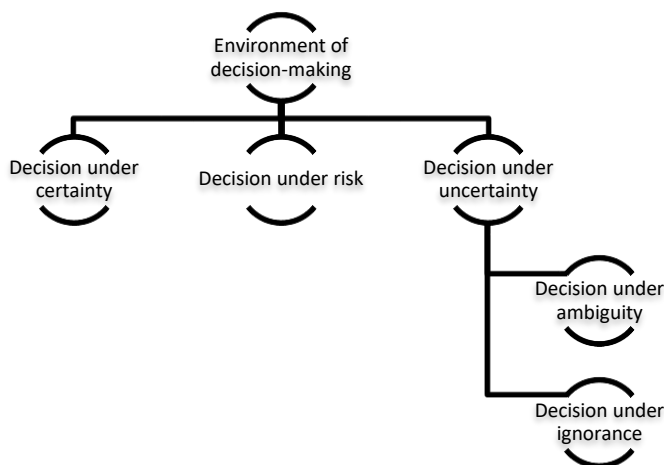 Environment of
decision-making
Decision under
certainty
Decision under risk
Decision under
uncertainty
Decision under
ambiguity
Decision under
ignorance